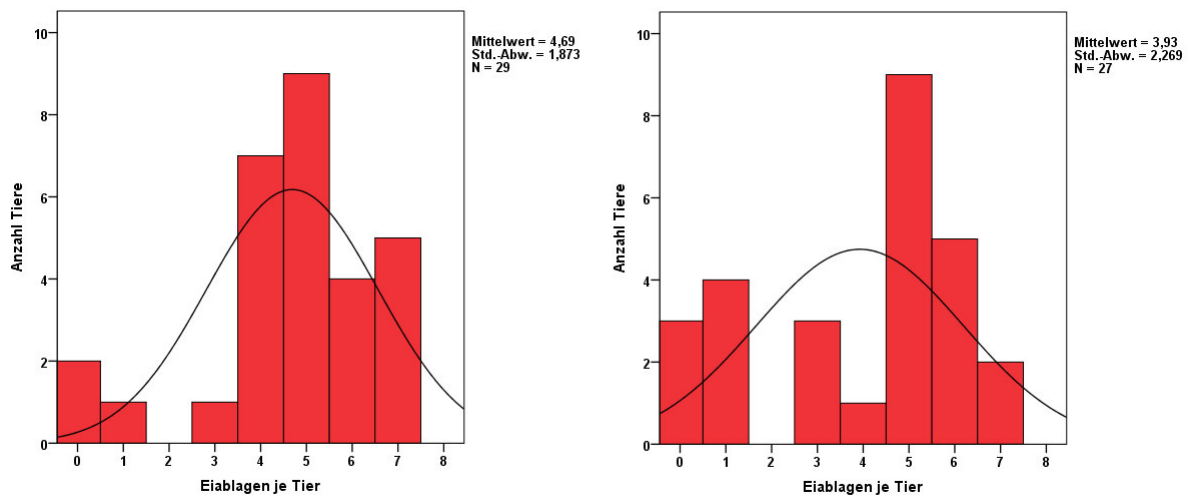 10
8
6
4
2
0
Anzahl Tiere
0 1 2 3 4 5 6 7 8
Eiablagen je Tier
Mittelwert = 4,69
Std.-Abw. = 1,873
N = 29
10
8
6
4
2
0
Anzahl Tiere
0 1 2 3 4 5 6 7 8
Eiablagen je Tier
Mittelwert = 3,93
Std.-Abw. = 2,269
N = 27